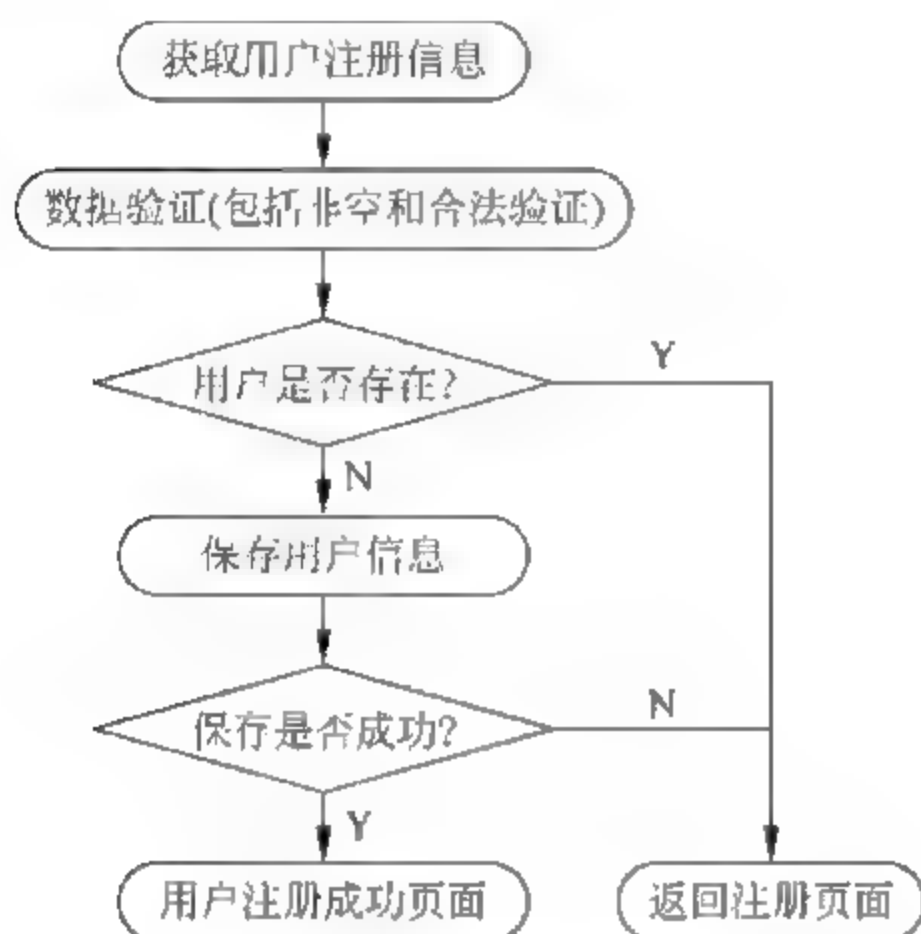 获取用户注册信息
数据验证(包括非空和合法验证)
用户是否存在?
Y
N
保存用户信息
保存是否成功?
N
Y
用户注册成功页面
返回注册页面